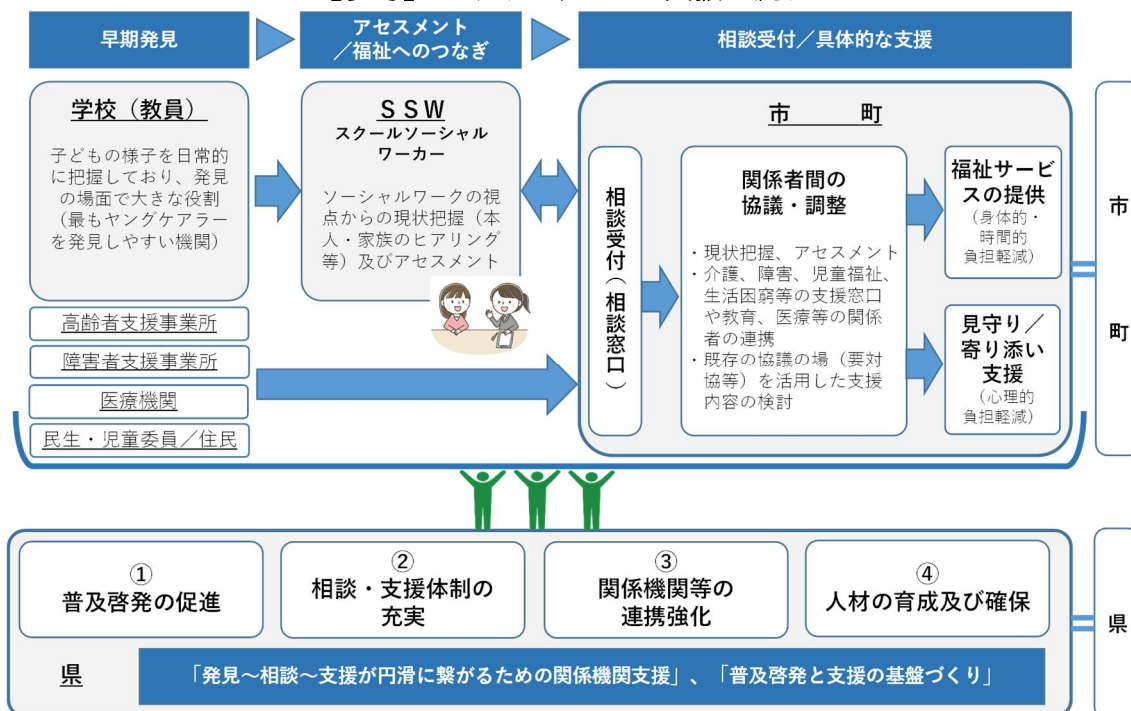 早期発見
アセスメント
／福祉へのつなぎ
相談受付／具体的な支援
学校（教員）
子どもの様子を日常的
に把握しており、発見
の場面で大きな役割
（最もヤングケアラー
を発見しやすい機関）
高齢者支援事業所
障害者支援事業所
医療機関
民生・児童委員／住民
ＳＳＷ
スクールソーシャル
ワーカー
ソーシャルワークの視
点からの現状把握（本
人・家族のヒアリング
等）及びアセスメント
市　町
相談受付（相談窓口）
関係者間の
協議・調整
・現状把握、アセスメント
・介護、障害、児童福祉、
生活困窮等の支援窓口
や教育、医療等の関係
者の連携
・既存の協議の場（要対
協等）を活用した支援
内容の検討
福祉サービ
スの提供
（身体的・
時間的
負担軽減）
見守り／
寄り添い
支援
（心理的
負担軽減）
市
町
①
普及啓発の促進
②
相談・支援体制の
充実
③
関係機関等の
連携強化
④
人材の育成及び確保
県
「発見～相談～支援が円滑に繋がるための関係機関支援」、「普及啓発と支援の基盤づくり」
県